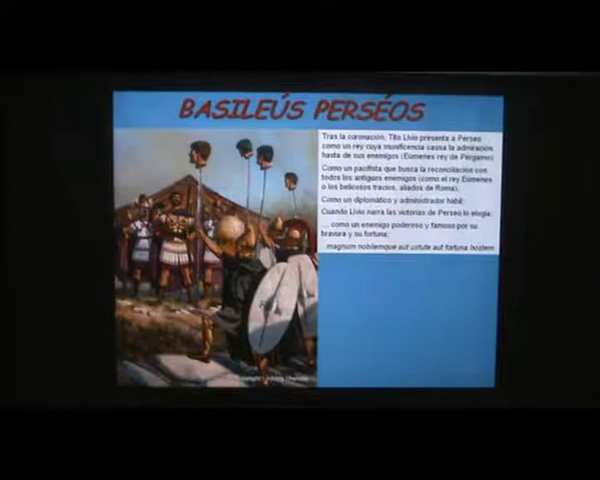 BASILEÚS PERSÉOS
Tras la coronación, Tito Livio presenta a Perseo
como un rey cuya munificencia causa la admiración
hasta de sus enemigos (Eúmenes rey de Pérgamo)
Como un pacifista que busca la reconciliación con
todos los antiguos enemigos (como el rey Eúmenes
o los belicosos tracios, aliados de Roma).
Como un diplomático y administrador hábil:
Cuando Livio narra las victorias de Perseo lo elogia:
... como un enemigo poderoso y famoso por su
bravura y su fortuna:
magnum nobilemque aut uirtute aut fortuna hostem